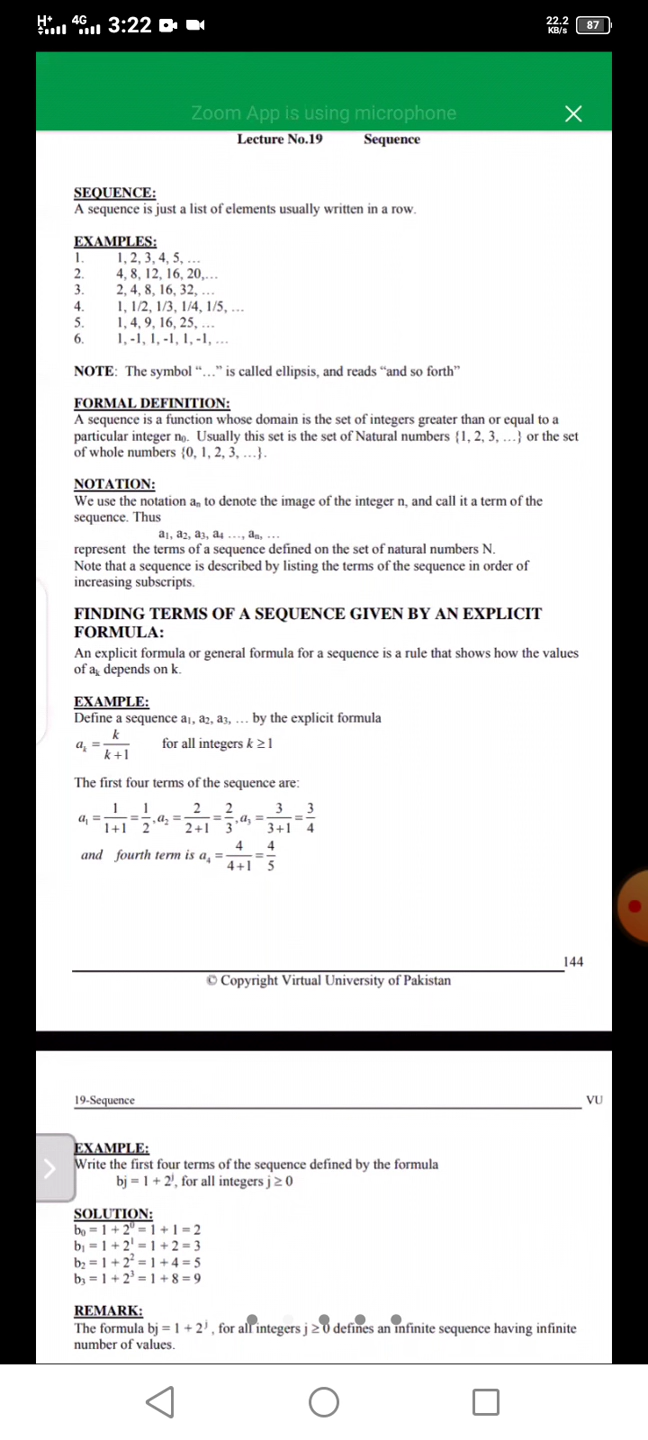 H+ 4G 3:22 22.2 KB/s 87
Zoom App is using microphone
Lecture No.19 Sequence
SEQUENCE:
A sequence is just a list of elements usually written in a row.
EXAMPLES:
1. 1, 2, 3, 4, 5, …
2. 4, 8, 12, 16, 20,…
3. 2, 4, 8, 16, 32, …
4. 1, 1/2, 1/3, 1/4, 1/5, …
5. 1, 4, 9, 16, 25, …
6. 1, -1, 1, -1, 1, -1, …
NOTE: The symbol “…” is called ellipsis, and reads “and so forth”
FORMAL DEFINITION:
A sequence is a function whose domain is the set of integers greater than or equal to a
particular integer n₀. Usually this set is the set of Natural numbers {1, 2, 3, …} or the set
of whole numbers {0, 1, 2, 3, …}.
NOTATION:
We use the notation aₙ to denote the image of the integer n, and call it a term of the
sequence. Thus
a₁, a₂, a₃, a₄ …, aₙ, …
represent the terms of a sequence defined on the set of natural numbers N.
Note that a sequence is described by listing the terms of the sequence in order of
increasing subscripts.
FINDING TERMS OF A SEQUENCE GIVEN BY AN EXPLICIT
FORMULA:
An explicit formula or general formula for a sequence is a rule that shows how the values
of aₖ depends on k.
EXAMPLE:
Define a sequence a₁, a₂, a₃, … by the explicit formula
aₖ = k/(k+1) for all integers k ≥ 1
The first four terms of the sequence are:
a₁ = 1/(1+1) = 1/2, a₂ = 2/(2+1) = 2/3, a₃ = 3/(3+1) = 3/4
and fourth term is a₄ = 4/(4+1) = 4/5
144
© Copyright Virtual University of Pakistan
19-Sequence VU
EXAMPLE:
Write the first four terms of the sequence defined by the formula
bj = 1 + 2ʲ, for all integers j ≥ 0
SOLUTION:
b₀ = 1 + 2⁰ = 1 + 1 = 2
b₁ = 1 + 2¹ = 1 + 2 = 3
b₂ = 1 + 2² = 1 + 4 = 5
b₃ = 1 + 2³ = 1 + 8 = 9
REMARK:
The formula bj = 1 + 2ʲ , for all integers j ≥ 0 defines an infinite sequence having infinite
number of values.